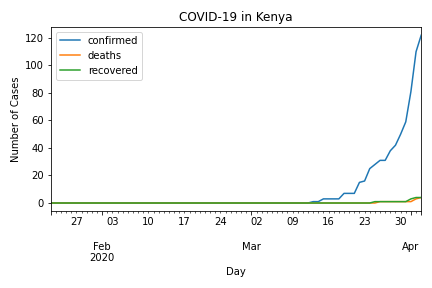 COVID-19 in Kenya
confirmed
deaths
recovered
Number of Cases
120
100
80
60
40
20
0
27 03 10 17 24 02 09 16 23 30
Feb Mar Apr
2020
Day